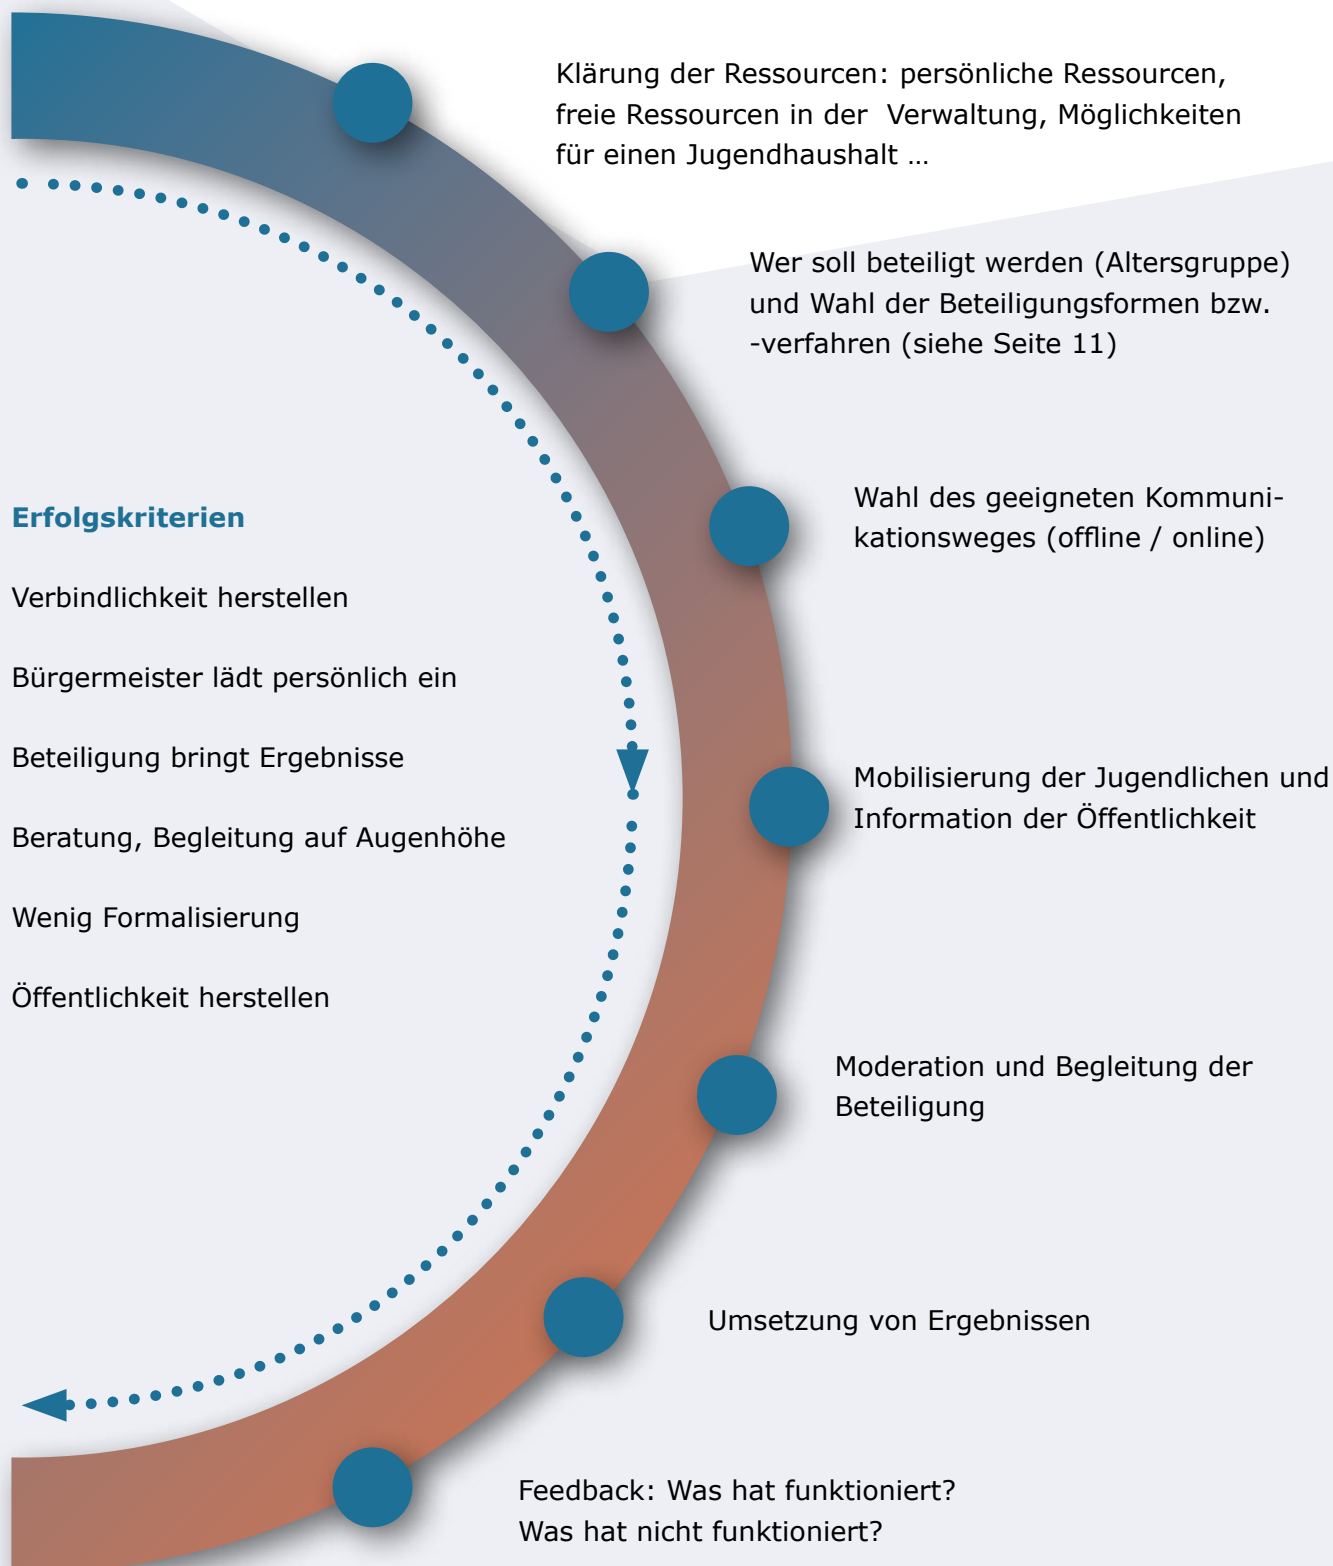 Klärung der Ressourcen: persönliche Ressourcen,
freie Ressourcen in der Verwaltung, Möglichkeiten
für einen Jugendhaushalt …
Wer soll beteiligt werden (Altersgruppe)
und Wahl der Beteiligungsformen bzw.
-verfahren (siehe Seite 11)
Wahl des geeigneten Kommuni-
kationsweges (offline / online)
Mobilisierung der Jugendlichen und
Information der Öffentlichkeit
Moderation und Begleitung der
Beteiligung
Umsetzung von Ergebnissen
Feedback: Was hat funktioniert?
Was hat nicht funktioniert?
Erfolgskriterien
Verbindlichkeit herstellen
Bürgermeister lädt persönlich ein
Beteiligung bringt Ergebnisse
Beratung, Begleitung auf Augenhöhe
Wenig Formalisierung
Öffentlichkeit herstellen